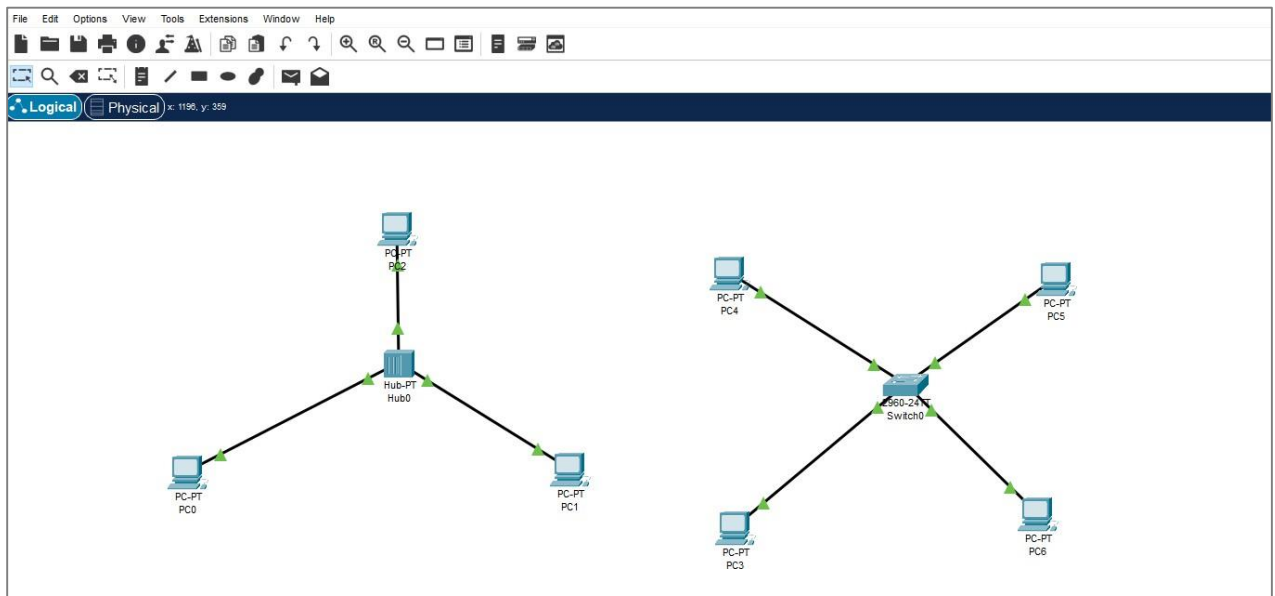 File Edit Options View Tools Extensions Window Help
Logical Physical x: 1196, y: 359
PC-PT
PC2
Hub-PT
Hub0
PC-PT
PC0
PC-PT
PC1
PC-PT
PC4
PC-PT
PC5
2960-24TT
Switch0
PC-PT
PC3
PC-PT
PC6